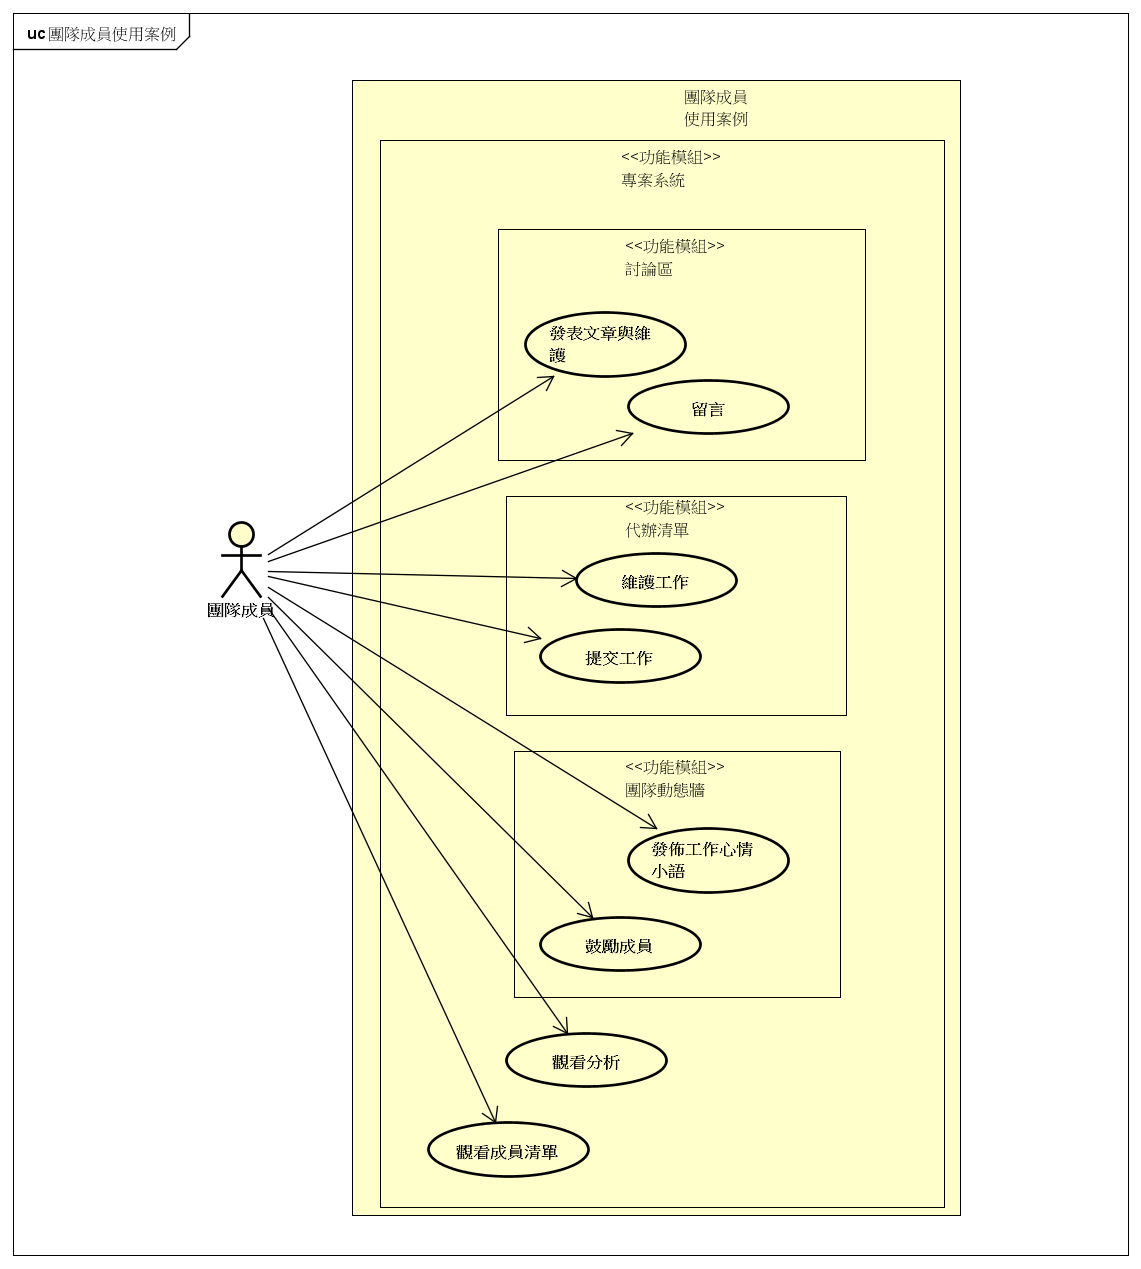 uc 團隊成員使用案例
團隊成員
使用案例
<<功能模組>>
專案系統
<<功能模組>>
討論區
發表文章與維
護
留言
<<功能模組>>
代辦清單
維護工作
提交工作
團隊成員
<<功能模組>>
團隊動態牆
發佈工作心情
小語
鼓勵成員
觀看分析
觀看成員清單